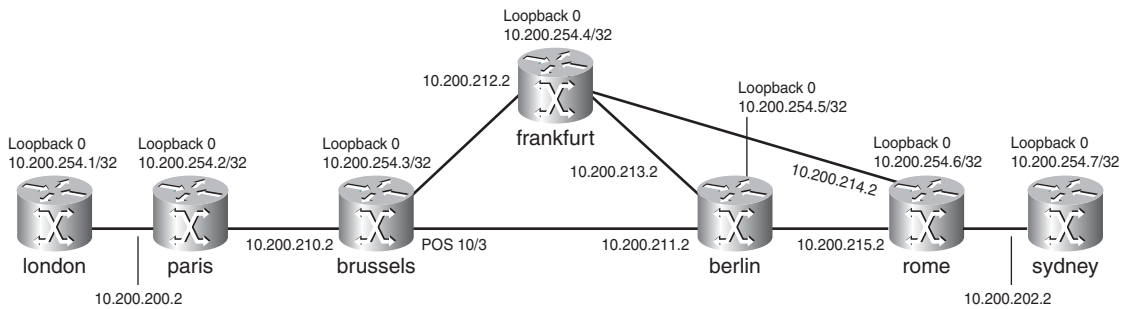 Loopback 0
10.200.254.4/32
10.200.212.2
frankfurt
Loopback 0
10.200.254.5/32
Loopback 0
10.200.254.1/32
Loopback 0
10.200.254.2/32
Loopback 0
10.200.254.3/32
10.200.213.2
10.200.214.2
Loopback 0
10.200.254.6/32
Loopback 0
10.200.254.7/32
10.200.210.2
POS 10/3
10.200.211.2
10.200.215.2
london
paris
brussels
berlin
rome
sydney
10.200.200.2
10.200.202.2